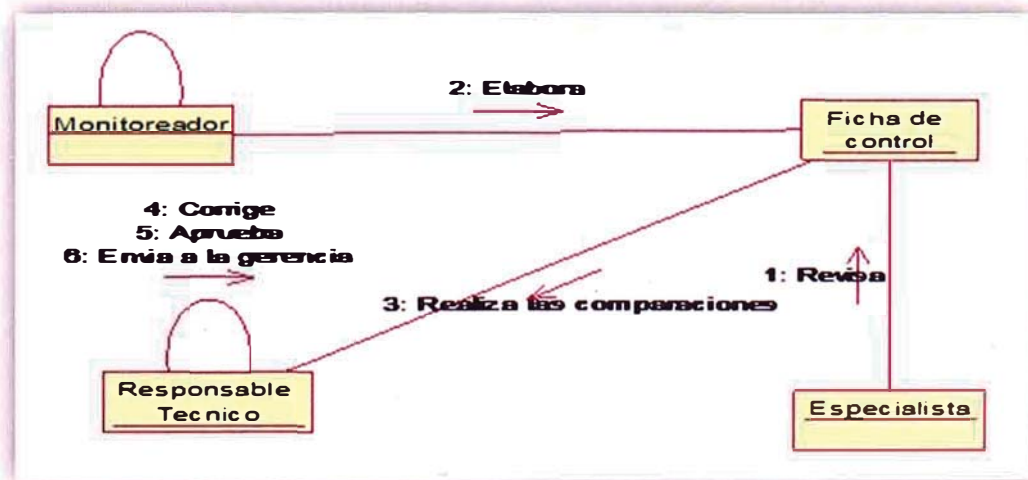 2: Elabora
Monitoreador
Ficha de
control
4: Corrige
5: Aprueba
6: Envia a la gerencia
1: Revisa
3: Realiza las comparaciones
Responsable
Tecnico
Especialista